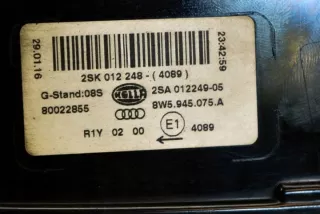 29.01.16
23:42:59
2SK 012 248 - ( 4089 )
G-Stand: 08S HELLA 2SA 012249-05
80022855 8W5.945.075.A
R1Y 02 00 E1 4089